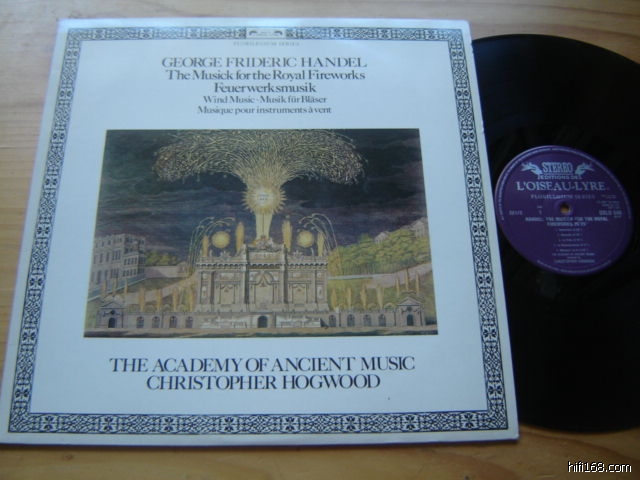 FLORILEGIUM SERIES
GEORGE FRIDERIC HANDEL
The Musick for the Royal Fireworks
Feuerwerksmusik
Wind Music · Musik für Bläser
Musique pour instruments à vent
THE ACADEMY OF ANCIENT MUSIC
CHRISTOPHER HOGWOOD
STEREO
EDITIONS DE
L'OISEAU-LYRE
FLORILEGIUM SERIES
HANDEL: THE MUSICK FOR THE ROYAL
FIREWORKS
hifi168.com